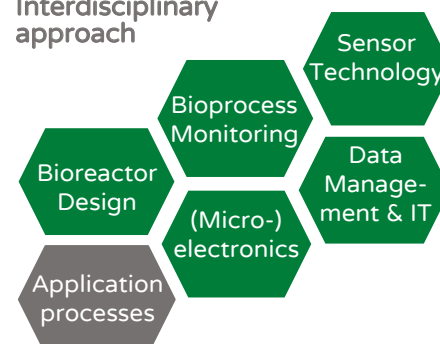 Interdisciplinary
approach
Sensor
Technology
Bioprocess
Monitoring
Data
Manage-
ment & IT
Bioreactor
Design
(Micro-)
electronics
Application
processes